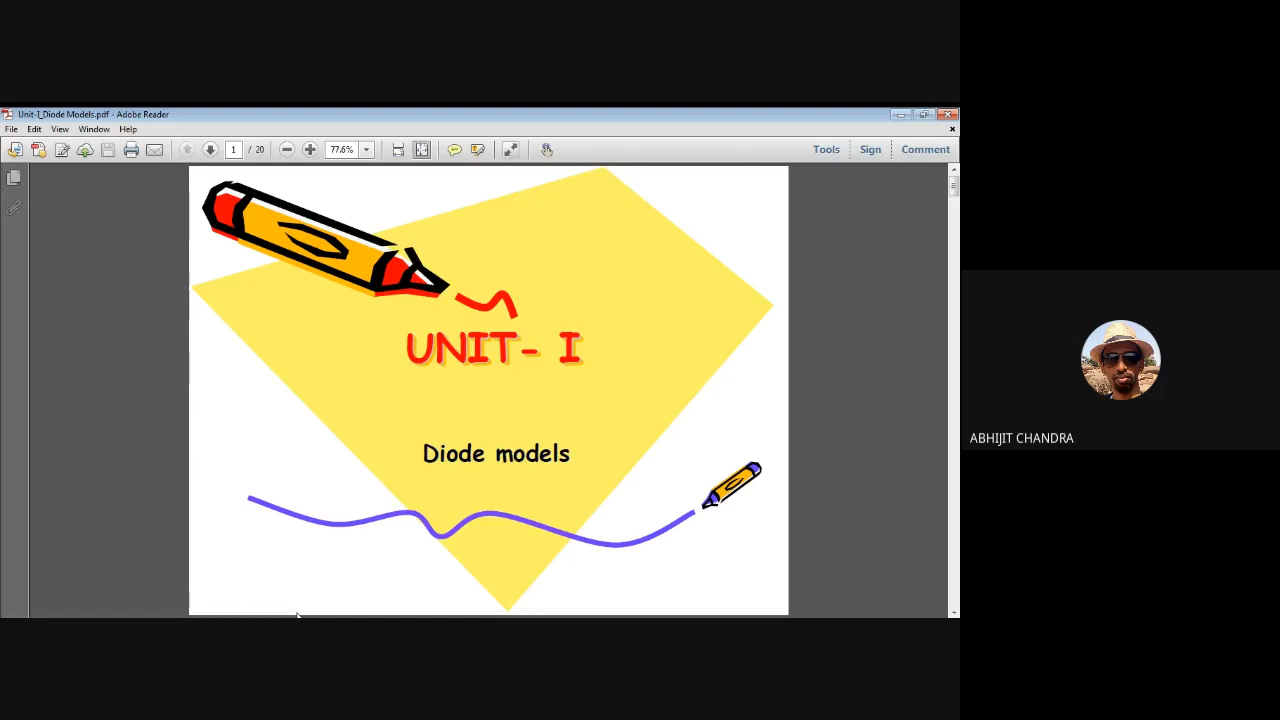 Unit-I_Diode Models.pdf - Adobe Reader
File Edit View Window Help
1 / 20 77.6% Tools Sign Comment
UNIT- I
Diode models
ABHIJIT CHANDRA